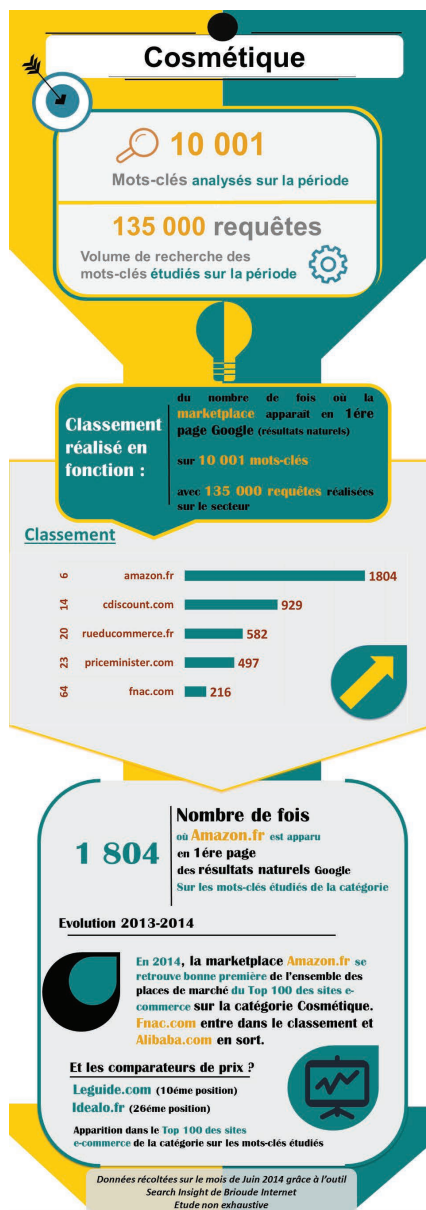 Cosmétique
10 001
Mots-clés analysés sur la période
135 000 requêtes
Volume de recherche des
mots-clés étudiés sur la période
Classement
réalisé en
fonction :
du nombre de fois où la
marketplace apparaît en 1ére
page Google (résultats naturels)
sur 10 001 mots-clés
avec 135 000 requêtes réalisées
sur le secteur
Classement
6 amazon.fr 1804
14 cdiscount.com 929
20 rueducommerce.fr 582
23 priceminister.com 497
64 fnac.com 216
1 804
Nombre de fois
où Amazon.fr est apparu
en 1ére page
des résultats naturels Google
Sur les mots-clés étudiés de la catégorie
Evolution 2013-2014
En 2014, la marketplace Amazon.fr se
retrouve bonne première de l'ensemble des
places de marché du Top 100 des sites e-
commerce sur la catégorie Cosmétique.
Fnac.com entre dans le classement et
Alibaba.com en sort.
Et les comparateurs de prix ?
Leguide.com (10éme position)
Idealo.fr (26éme position)
Apparition dans le Top 100 des sites
e-commerce de la catégorie sur les mots-clés étudiés
Données récoltées sur le mois de Juin 2014 grâce à l'outil
Search Insight de Brioude Internet
Etude non exhaustive